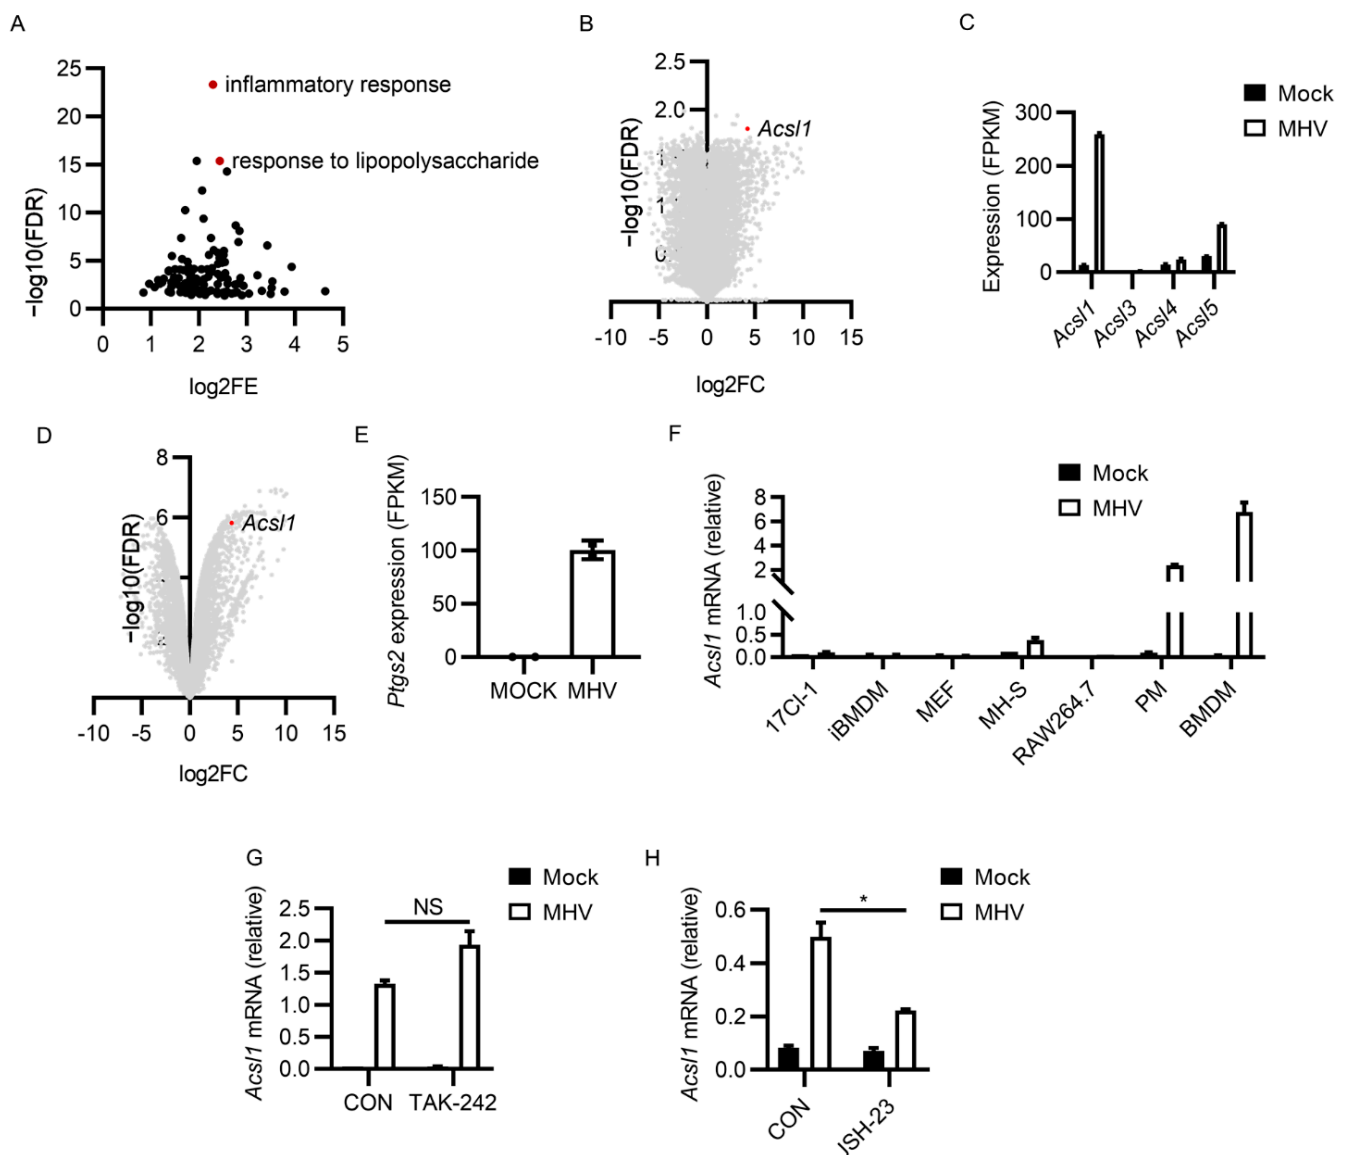 A
25
20
15
10
5
0
−log10(FDR)
inflammatory response
response to lipopolysaccharide
0 1 2 3 4 5
log2FE
B
2.5
2.0
−log10(FDR)
Acsl1
-10 -5 0 5 10 15
log2FC
C
Mock
MHV
Expression (FPKM)
300
200
100
0
Acsl1
Acsl3
Acsl4
Acsl5
D
8
6
−log10(FDR)
Acsl1
-10 -5 0 5 10 15
log2FC
E
Ptgs2 expression (FPKM)
150
100
50
0
MOCK MHV
F
Mock
MHV
Acsl1 mRNA (relative)
8
6
4
2
1.0
0.5
0.0
17Cl-1
iBMDM
MEF
MH-S
RAW264.7
PM
BMDM
G
Mock
MHV
Acsl1 mRNA (relative)
2.5
2.0
1.5
1.0
0.5
0.0
NS
CON TAK-242
H
Mock
MHV
Acsl1 mRNA (relative)
0.6
0.4
0.2
0.0
*
CON
JSH-23